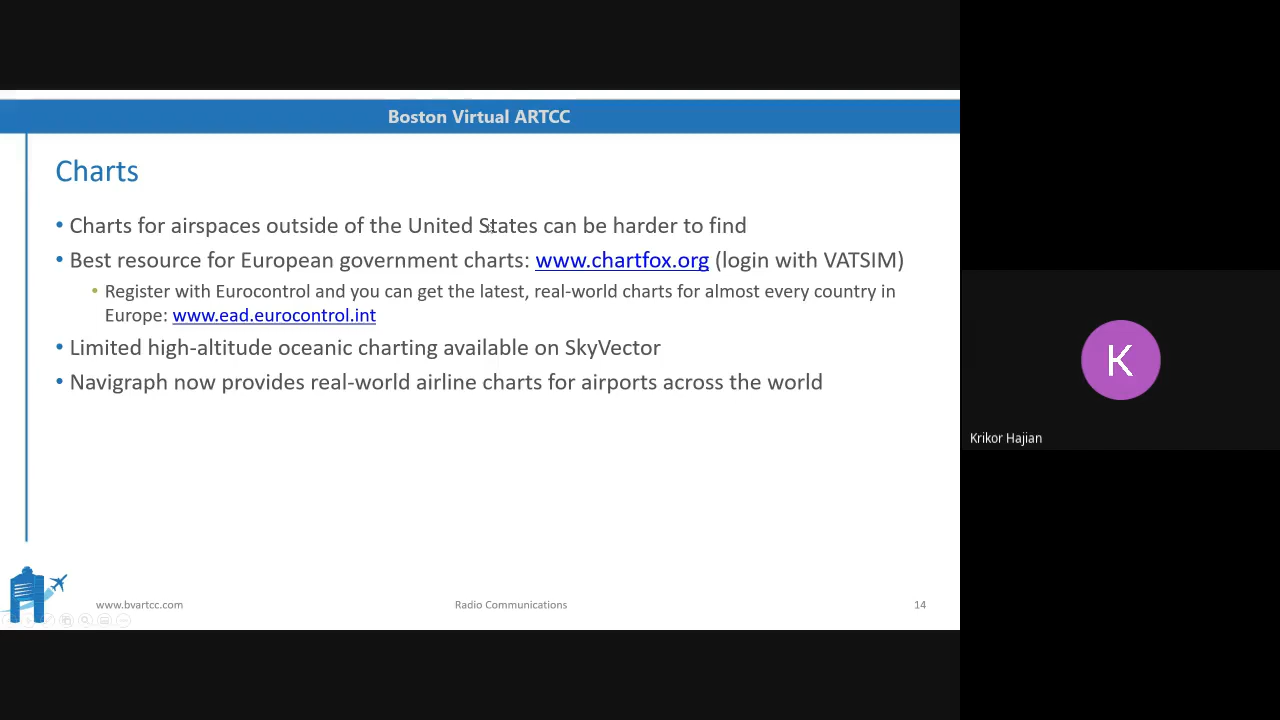 Boston Virtual ARTCC
Charts
• Charts for airspaces outside of the United States can be harder to find
• Best resource for European government charts: www.chartfox.org (login with VATSIM)
• Register with Eurocontrol and you can get the latest, real-world charts for almost every country in
Europe: www.ead.eurocontrol.int
• Limited high-altitude oceanic charting available on SkyVector
• Navigraph now provides real-world airline charts for airports across the world
www.bvartcc.com
Radio Communications
14
K
Krikor Hajian